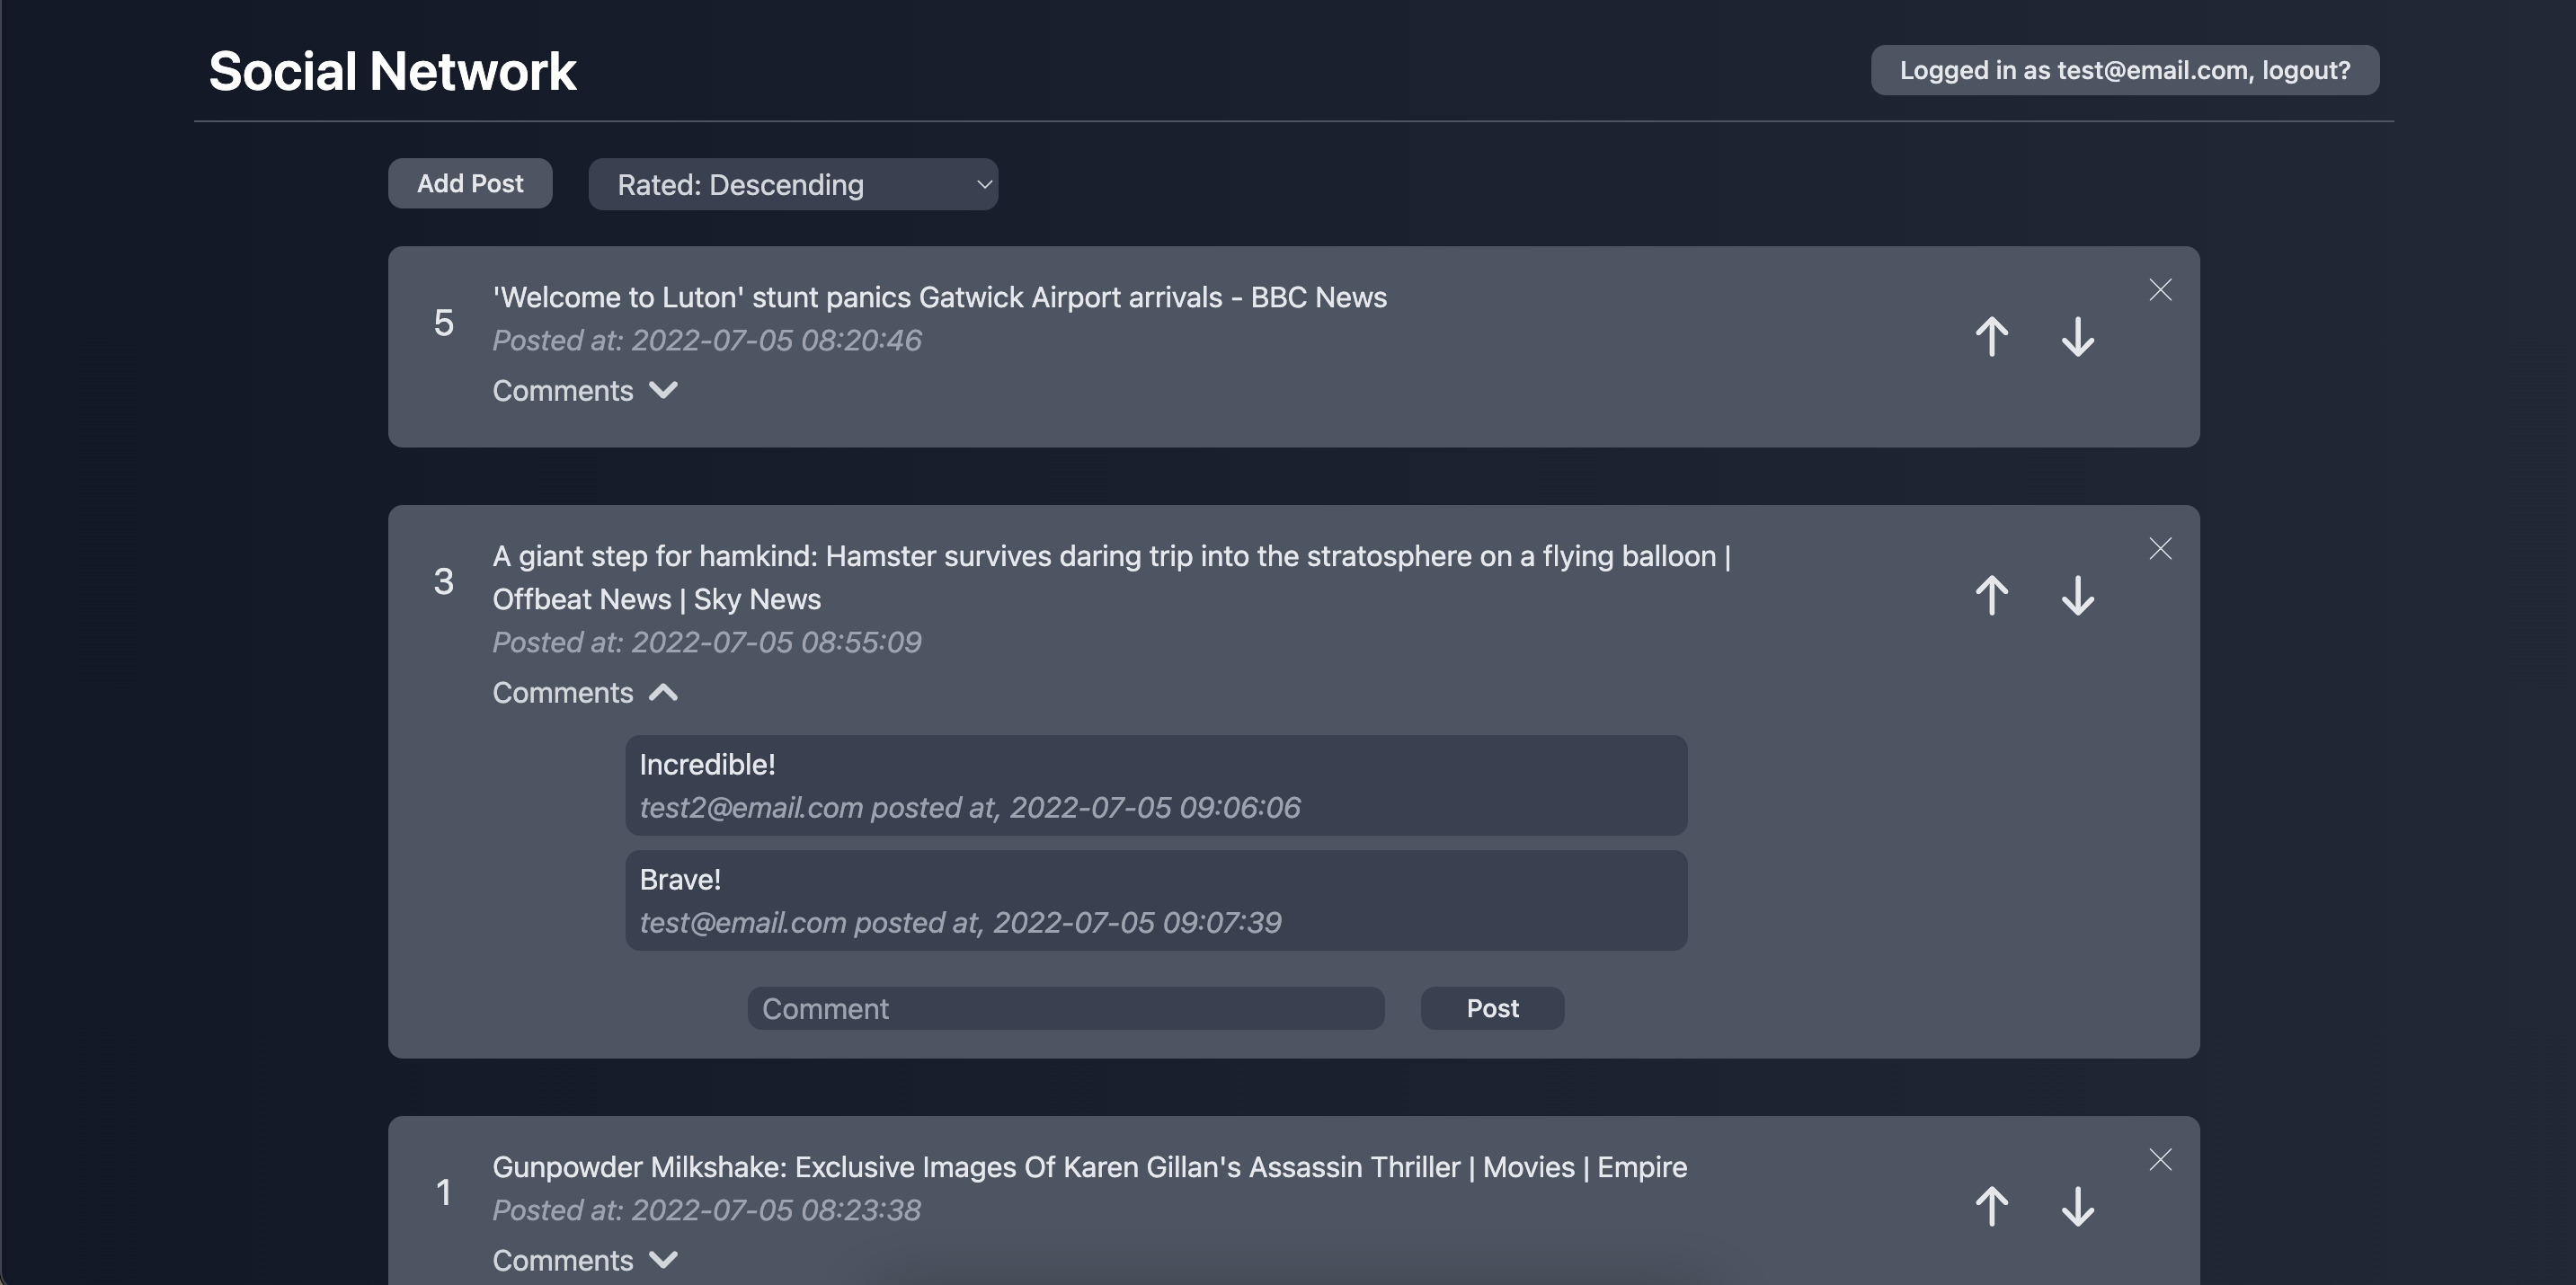 Social Network
Logged in as test@email.com, logout?
Add Post
Rated: Descending
5
'Welcome to Luton' stunt panics Gatwick Airport arrivals - BBC News
Posted at: 2022-07-05 08:20:46
Comments
3
A giant step for hamkind: Hamster survives daring trip into the stratosphere on a flying balloon |
Offbeat News | Sky News
Posted at: 2022-07-05 08:55:09
Comments
Incredible!
test2@email.com posted at, 2022-07-05 09:06:06
Brave!
test@email.com posted at, 2022-07-05 09:07:39
Comment
Post
1
Gunpowder Milkshake: Exclusive Images Of Karen Gillan's Assassin Thriller | Movies | Empire
Posted at: 2022-07-05 08:23:38
Comments